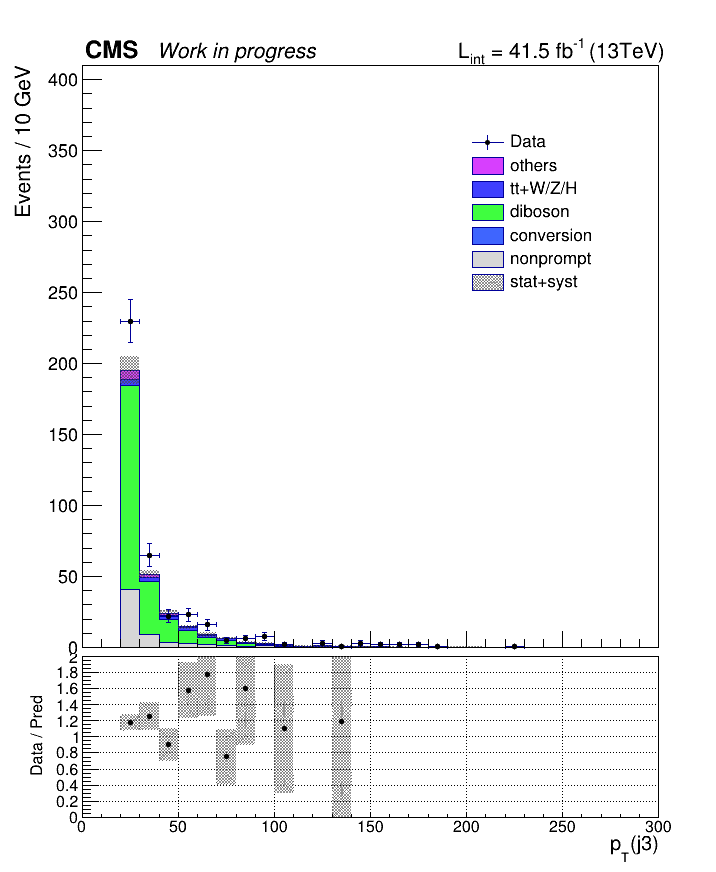 CMS Work in progress L_int = 41.5 fb^-1 (13TeV)
Events / 10 GeV
400
350
300
250
200
150
100
50
0
Data
others
tt+W/Z/H
diboson
conversion
nonprompt
stat+syst
Data / Pred
2
1.8
1.6
1.4
1.2
1
0.8
0.6
0.4
0.2
0
0 50 100 150 200 250 300
p_T(j3)